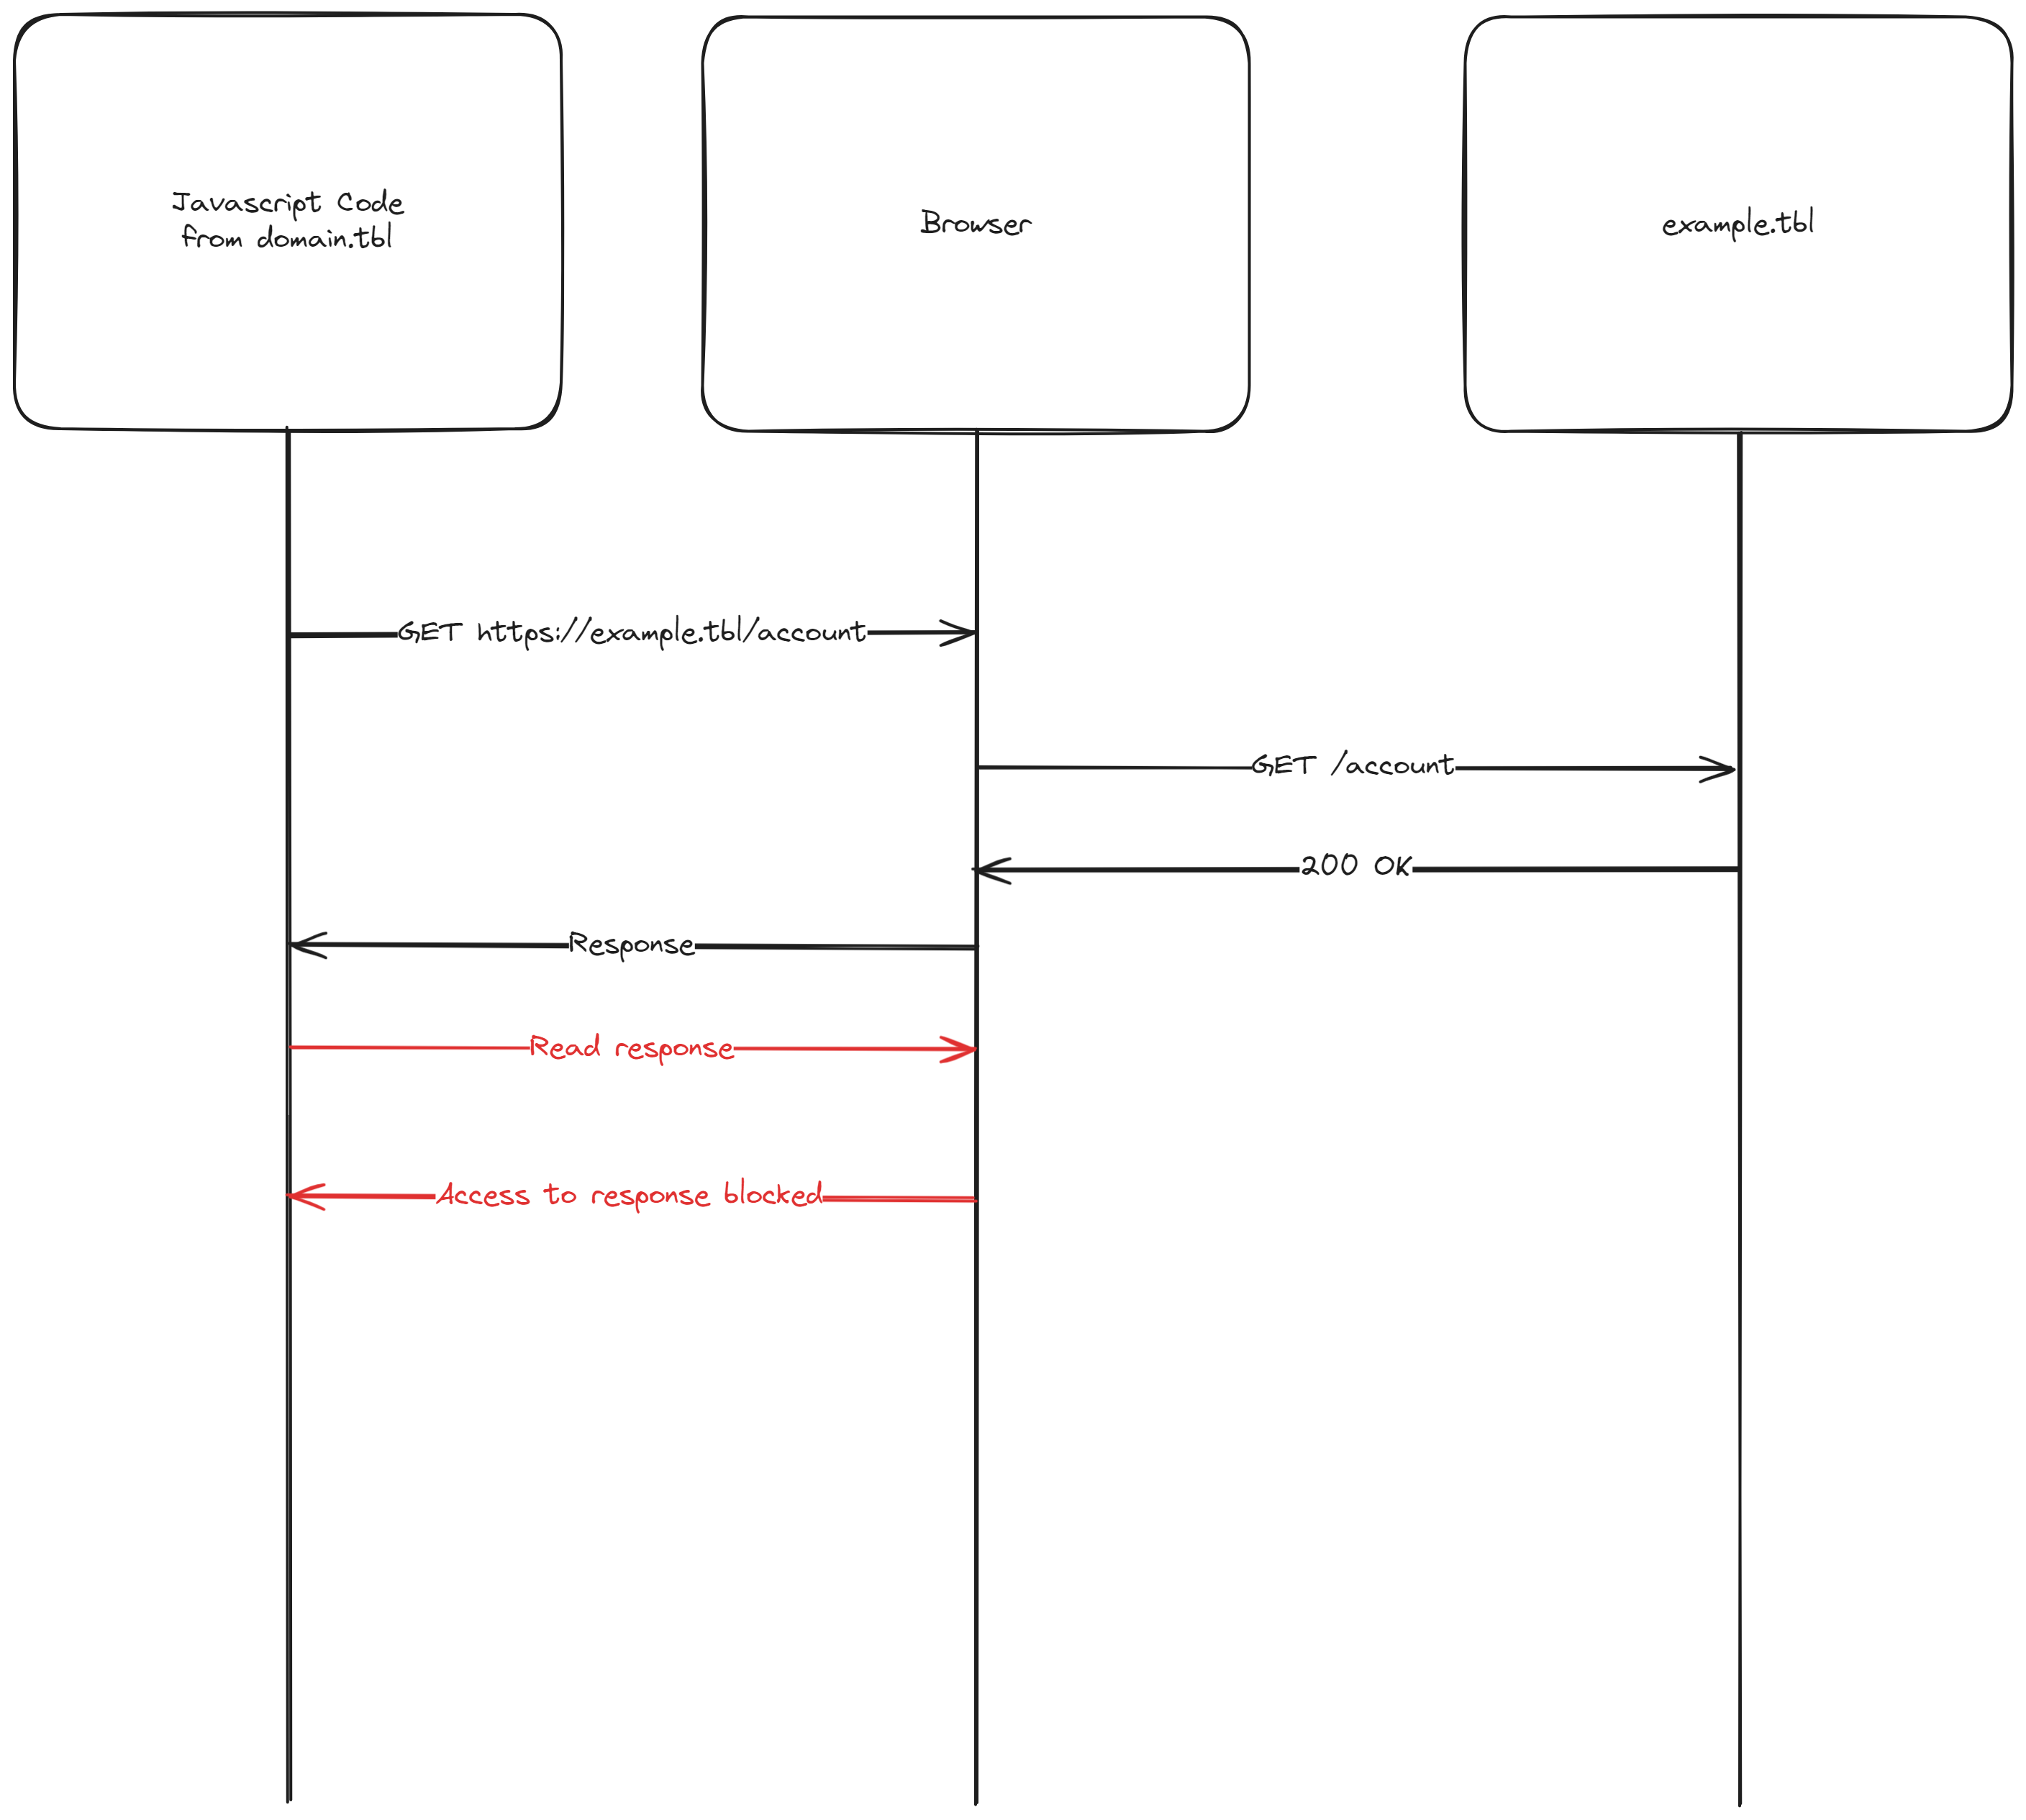 Javascript Code
from domain.tbl
Browser
example.tbl
GET https://example.tbl/account
GET /account
200 OK
Response
Read response
Access to response blocked